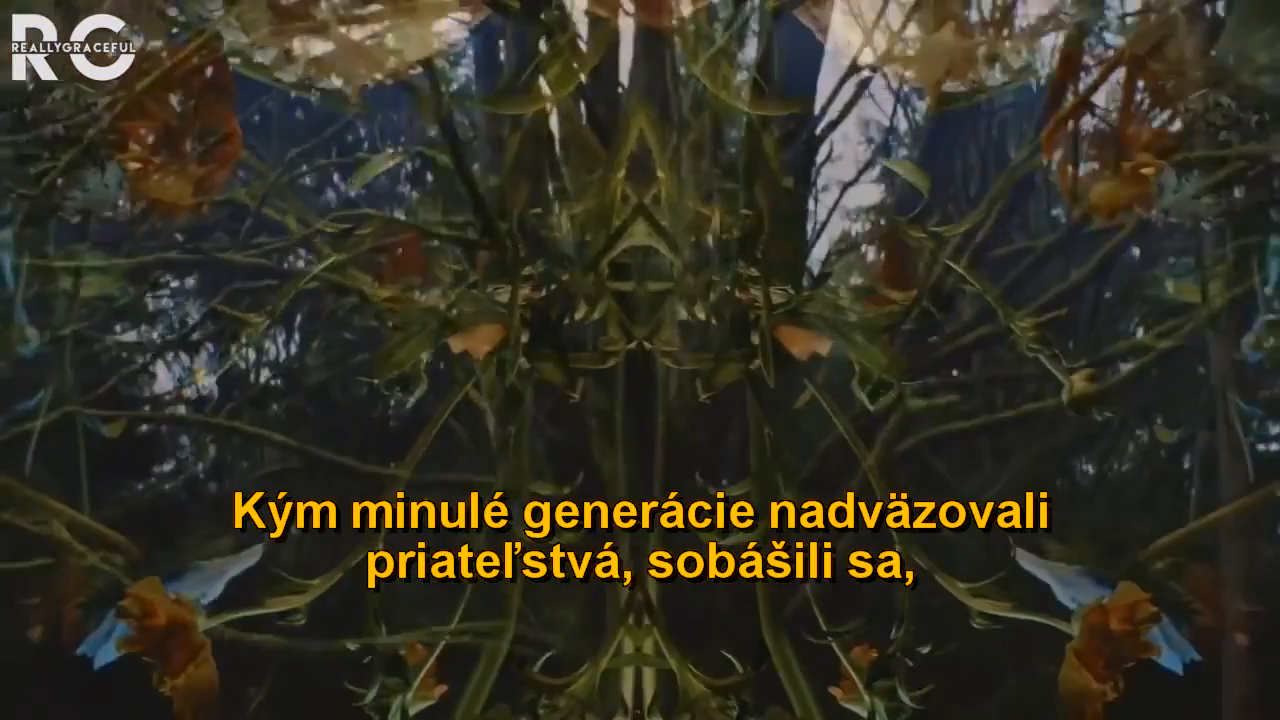 RG
REALLYGRACEFUL
Kým minulé generácie nadväzovali
priateľstvá, sobášili sa,